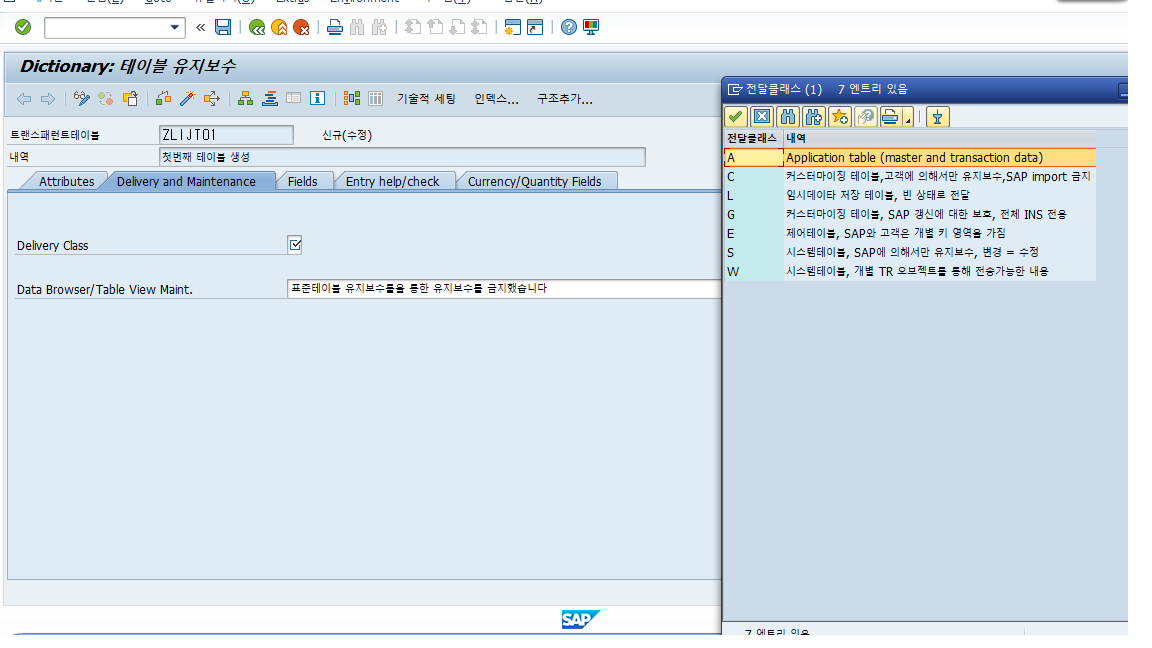 Goto
Environment
Dictionary: 테이블 유지보수
기술적 세팅 인덱스... 구조추가...
트랜스패런트테이블 ZLIJT01 신규(수정)
내역 첫번째 테이블 생성
Attributes Delivery and Maintenance Fields Entry help/check Currency/Quantity Fields
Delivery Class
Data Browser/Table View Maint. 표준테이블 유지보수툴을 통한 유지보수를 금지했습니다
SAP
전달클래스 (1) 7 엔트리 있음
전달클래스 내역
A Application table (master and transaction data)
C 커스터마이징 테이블,고객에 의해서만 유지보수,SAP import 금지
L 임시데이타 저장 테이블, 빈 상태로 전달
G 커스터마이징 테이블, SAP 갱신에 대한 보호, 전체 INS 전용
E 제어테이블, SAP와 고객은 개별 키 영역을 가짐
S 시스템테이블, SAP에 의해서만 유지보수, 변경 = 수정
W 시스템테이블, 개별 TR 오브젝트를 통해 전송가능한 내용
7 엔트리 있음